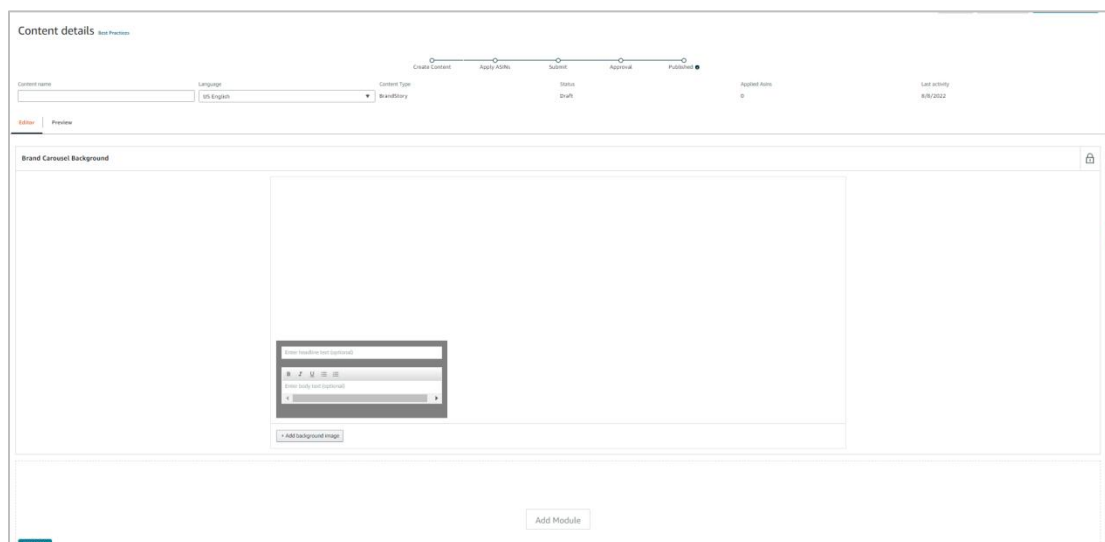 Content details Best Practices
Create Content Apply ASINs Submit Approval Published
Content name Language Content Type Status Applied Asins Last activity
US English BrandStory Draft 0 8/8/2022
Editor Preview
Brand Carousel Background
Enter headline text (optional)
B I U
Enter body text (optional)
+ Add background image
Add Module